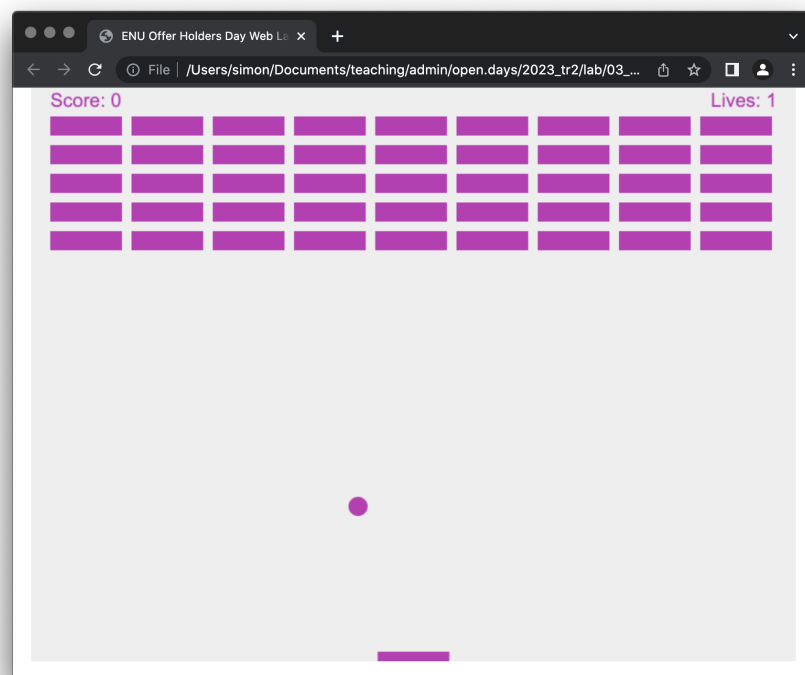 ENU Offer Holders Day Web La
File | /Users/simon/Documents/teaching/admin/open.days/2023_tr2/lab/03_...
Score: 0 Lives: 1